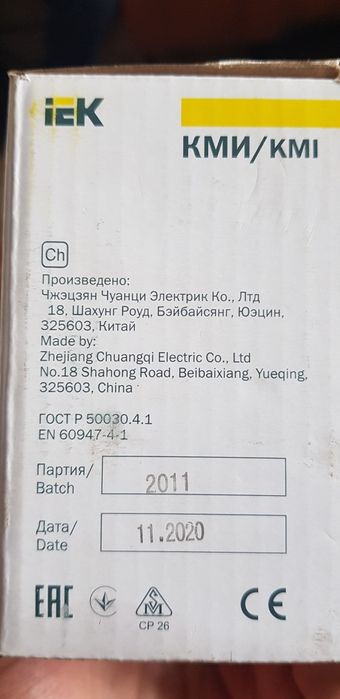 iEK
КМИ/KMI
Ch
Произведено:
Чжэцзян Чуанци Электрик Ко., Лтд
18, Шахунг Роуд, Бэйбайсянг, Юэцин,
325603, Китай
Made by:
Zhejiang Chuangqi Electric Co., Ltd
No.18 Shahong Road, Beibaixiang, Yueqing,
325603, China
ГОСТ Р 50030.4.1
EN 60947-4-1
Партия/
Batch
2011
Дата/
Date
11.2020
EAC
CP 26
CE